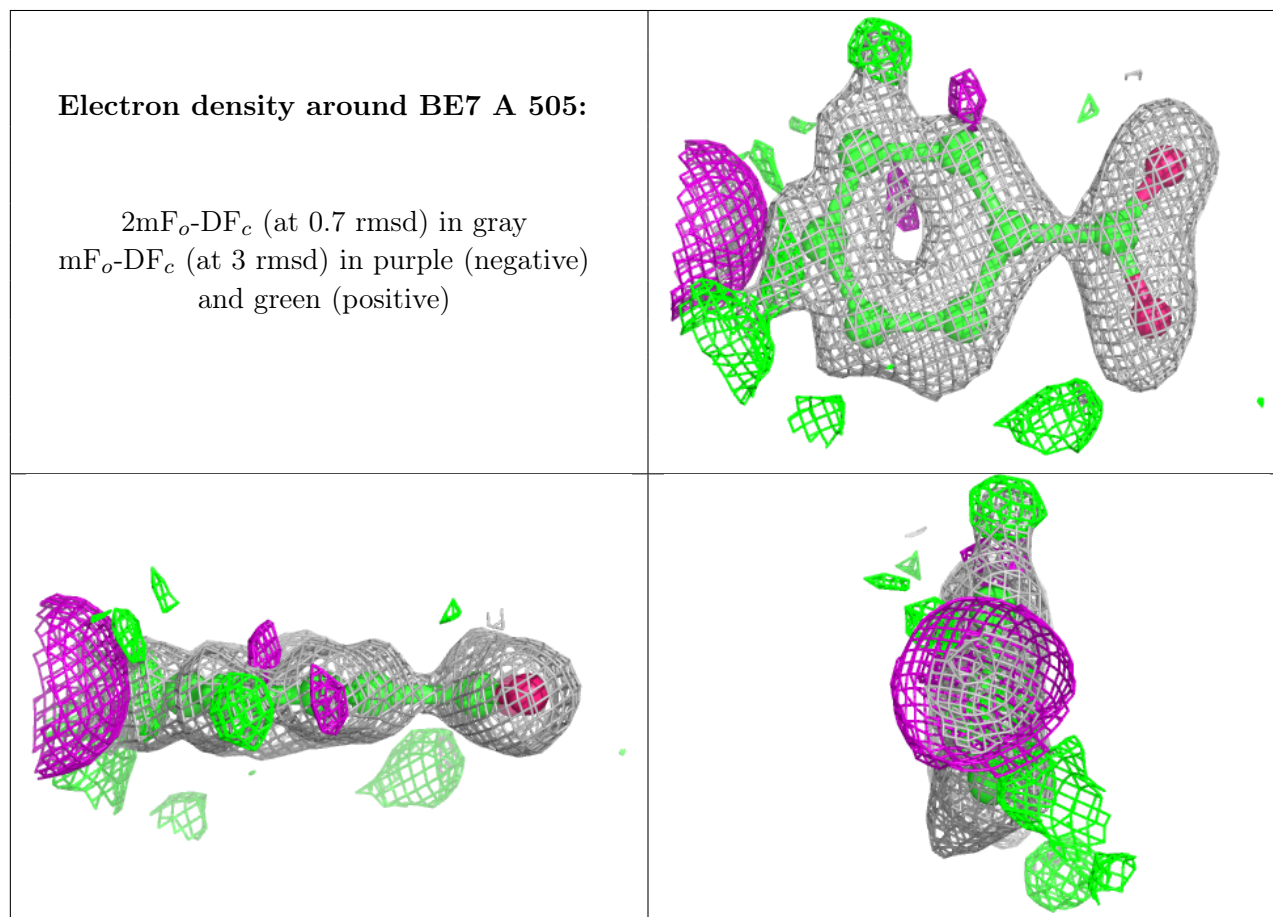 Electron density around BE7 A 505:
2mFo-DFc (at 0.7 rmsd) in gray
mFo-DFc (at 3 rmsd) in purple (negative)
and green (positive)